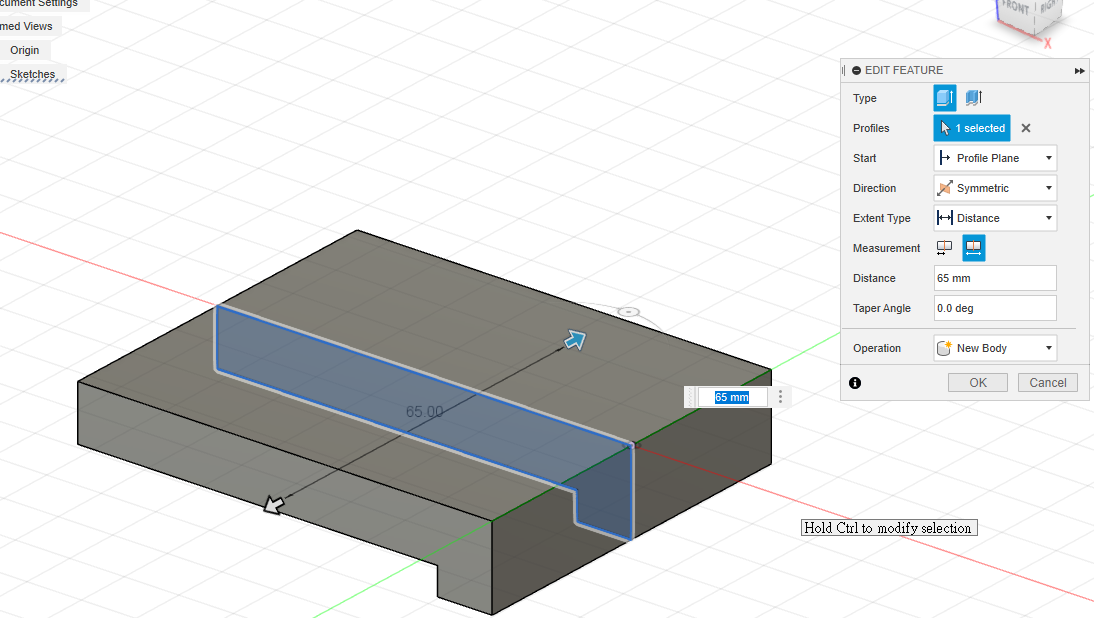 cument Settings
med Views
Origin
Sketches
FRONT
RIGH
X
EDIT FEATURE
Type
Profiles
1 selected
Start
Profile Plane
Direction
Symmetric
Extent Type
Distance
Measurement
Distance
65 mm
Taper Angle
0.0 deg
Operation
New Body
OK
Cancel
65.00
65 mm
Hold Ctrl to modify selection